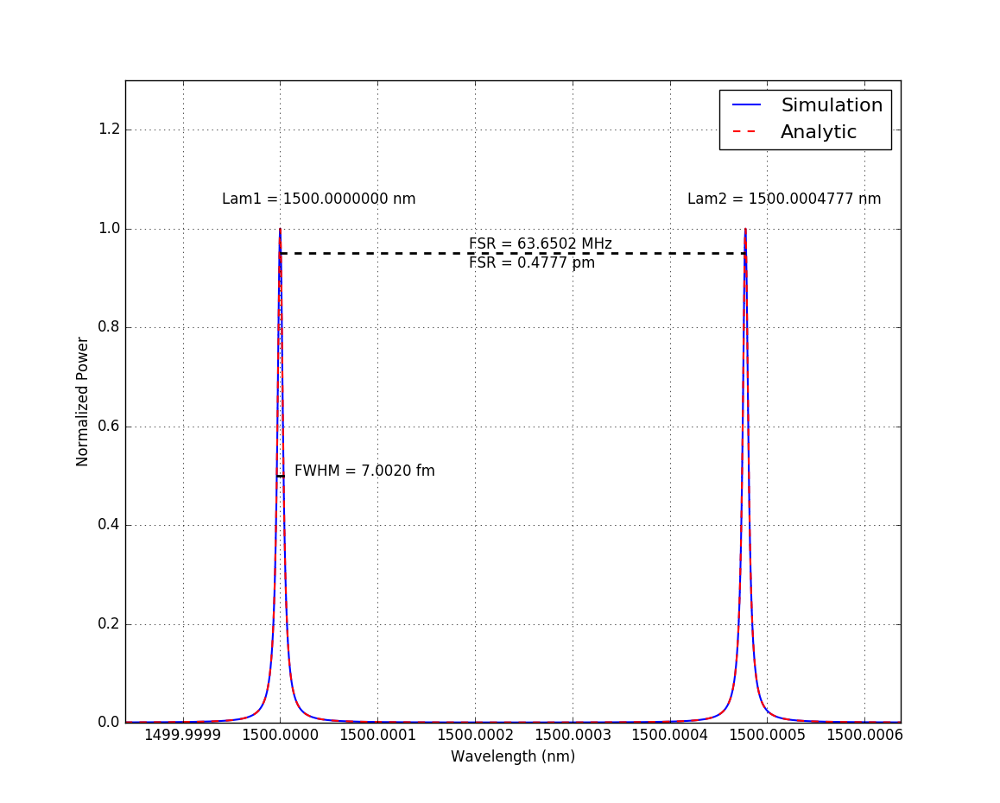 Simulation
Analytic
Lam1 = 1500.0000000 nm
Lam2 = 1500.0004777 nm
FSR = 63.6502 MHz
FSR = 0.4777 pm
FWHM = 7.0020 fm
Normalized Power
1.2
1.0
0.8
0.6
0.4
0.2
0.0
1499.9999 1500.0000 1500.0001 1500.0002 1500.0003 1500.0004 1500.0005 1500.0006
Wavelength (nm)